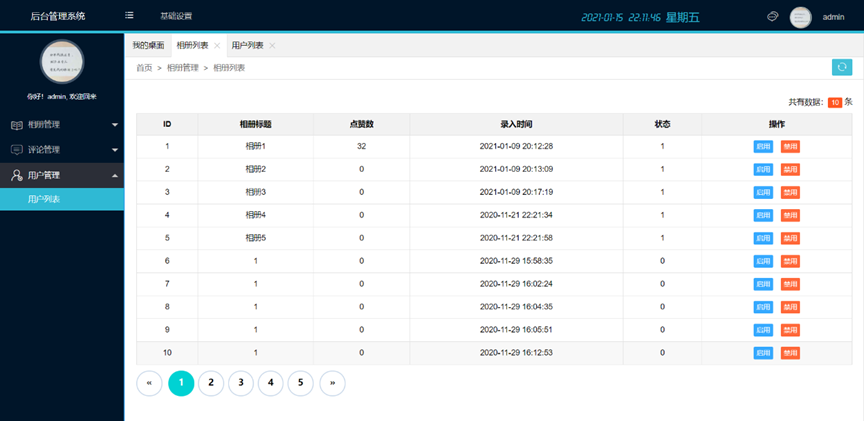 后台管理系统 基础设置 2021-01-15 22:11:46 星期五 admin
我的桌面 相册列表 用户列表
首页 > 相册管理 > 相册列表
你好！admin, 欢迎回来
相册管理
评论管理
用户管理
用户列表
共有数据： 10 条
ID 相册标题 点赞数 录入时间 状态 操作
1 相册1 32 2021-01-09 20:12:28 1 启用 禁用
2 相册2 0 2021-01-09 20:13:09 1 启用 禁用
3 相册3 0 2021-01-09 20:17:19 1 启用 禁用
4 相册4 0 2020-11-21 22:21:34 1 启用 禁用
5 相册5 0 2020-11-21 22:21:58 1 启用 禁用
6 1 0 2020-11-29 15:58:35 0 启用 禁用
7 1 0 2020-11-29 16:02:24 0 启用 禁用
8 1 0 2020-11-29 16:04:35 0 启用 禁用
9 1 0 2020-11-29 16:05:51 0 启用 禁用
10 1 0 2020-11-29 16:12:53 0 启用 禁用
« 1 2 3 4 5 »